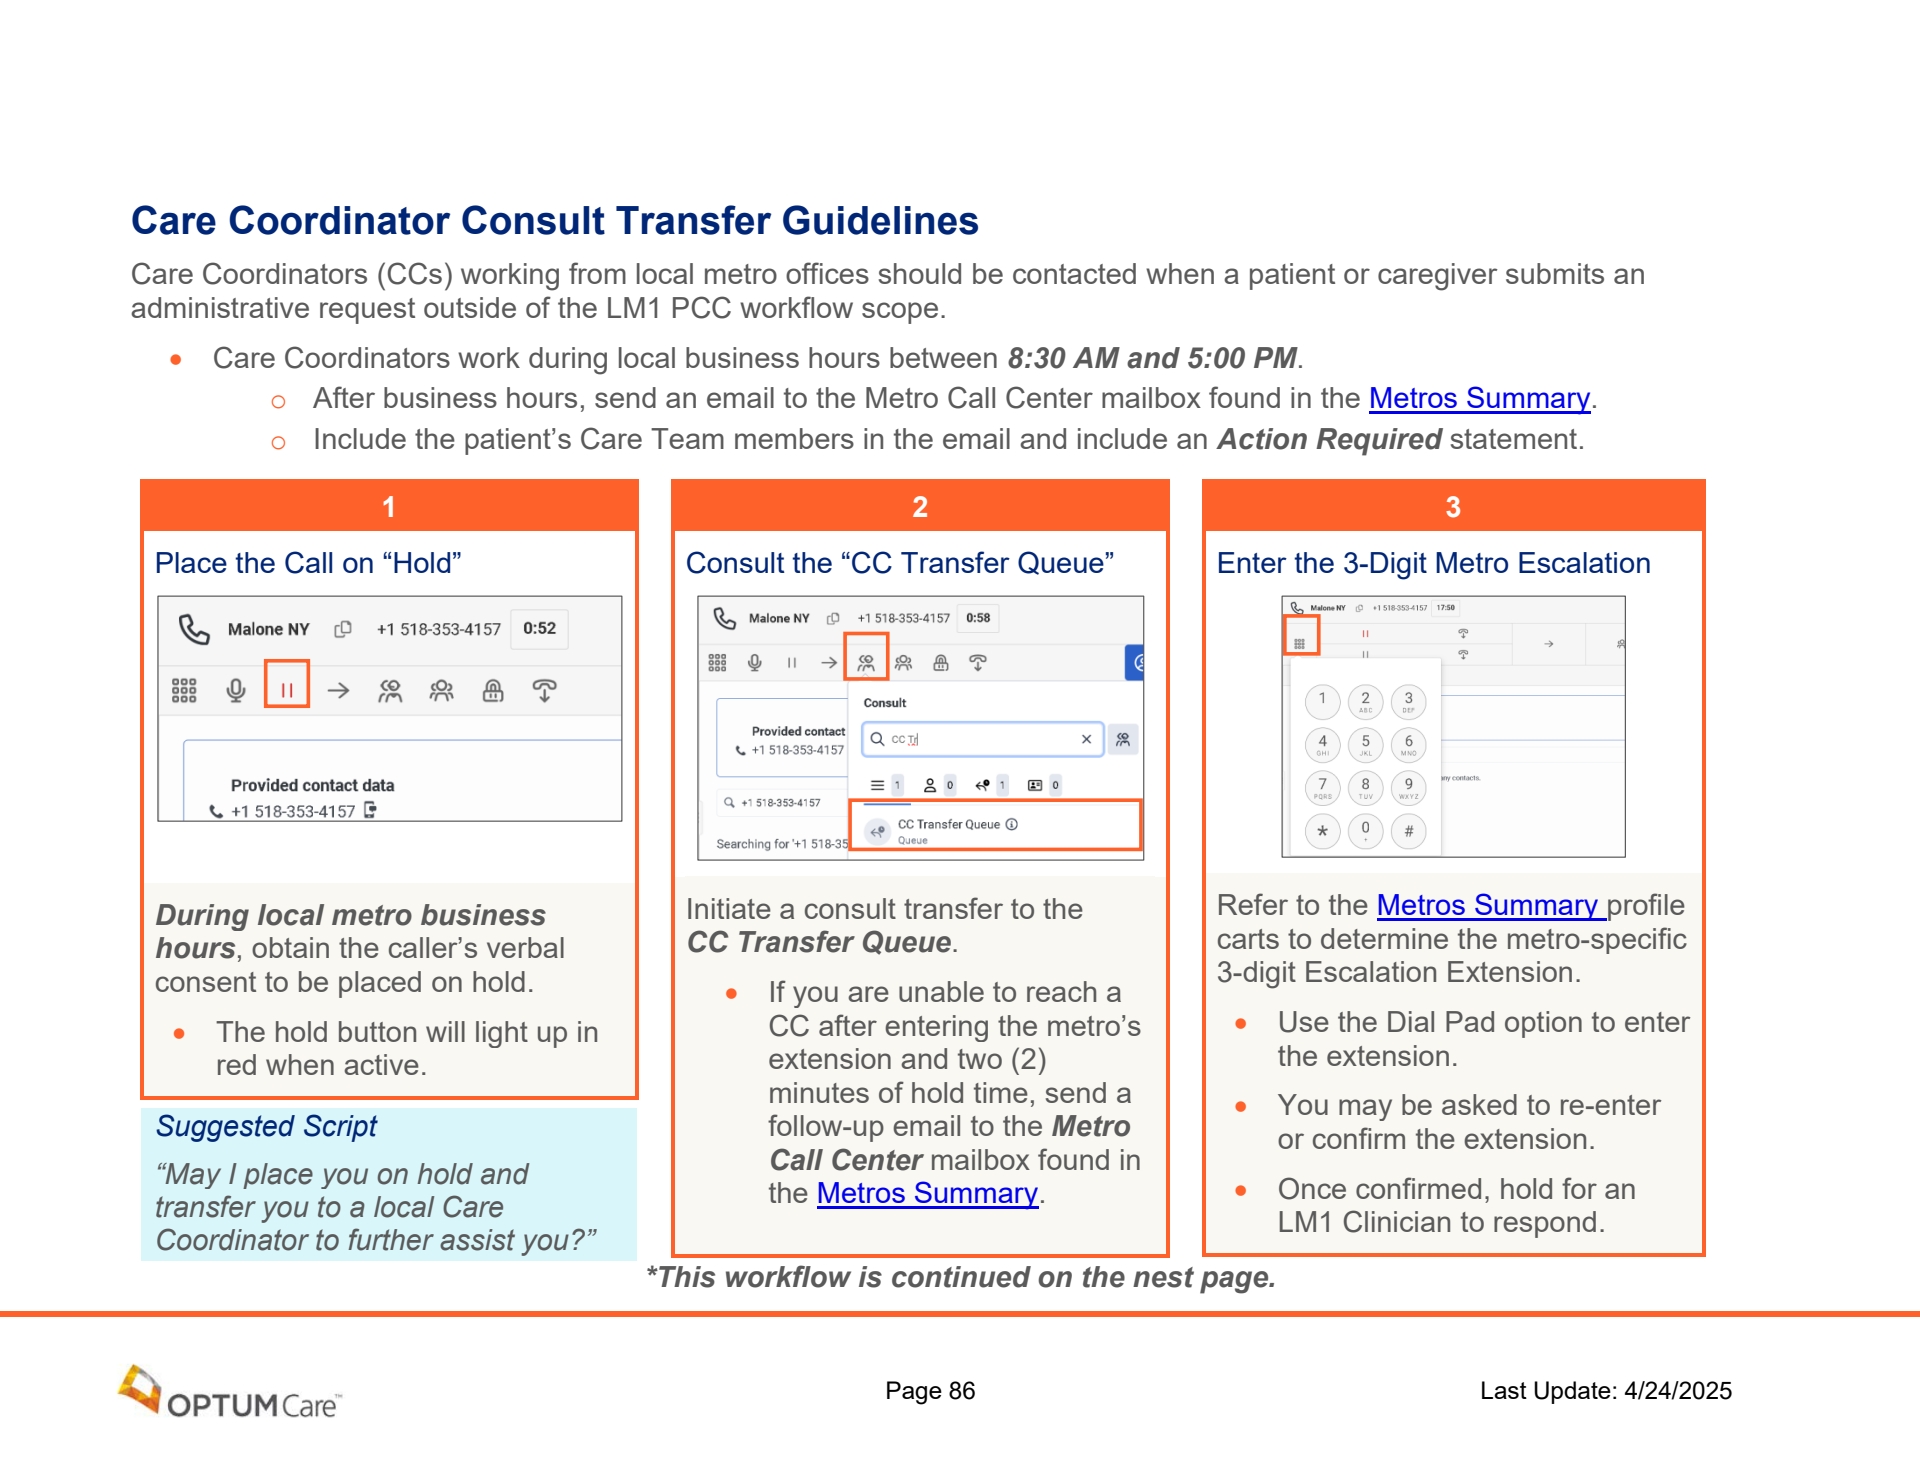 Care Coordinator Consult Transfer Guidelines
Care Coordinators (CCs) working from local metro offices should be contacted when a patient or caregiver submits an
administrative request outside of the LM1 PCC workflow scope.
• Care Coordinators work during local business hours between 8:30 AM and 5:00 PM.
o After business hours, send an email to the Metro Call Center mailbox found in the Metros Summary.
o Include the patient’s Care Team members in the email and include an Action Required statement.
1
Place the Call on “Hold”
Malone NY +1 518-353-4157 0:52
Provided contact data
+1 518-353-4157
During local metro business
hours, obtain the caller’s verbal
consent to be placed on hold.
• The hold button will light up in
red when active.
Suggested Script
“May I place you on hold and
transfer you to a local Care
Coordinator to further assist you?”
2
Consult the “CC Transfer Queue”
Malone NY +1 518-353-4157 0:58
Consult
Provided contact
+1 518-353-4157
CC Tr
1 0 1 0
+1 518-353-4157
CC Transfer Queue
Queue
Searching for '+1 518-35
Initiate a consult transfer to the
CC Transfer Queue.
• If you are unable to reach a
CC after entering the metro’s
extension and two (2)
minutes of hold time, send a
follow-up email to the Metro
Call Center mailbox found in
the Metros Summary.
3
Enter the 3-Digit Metro Escalation
Malone NY +1 518-353-4157 17:50
1 2 ABC 3 DEF
4 GHI 5 JKL 6 MNO
7 PQRS 8 TUV 9 WXYZ
* 0 + #
ny contacts.
Refer to the Metros Summary profile
carts to determine the metro-specific
3-digit Escalation Extension.
• Use the Dial Pad option to enter
the extension.
• You may be asked to re-enter
or confirm the extension.
• Once confirmed, hold for an
LM1 Clinician to respond.
*This workflow is continued on the nest page.
OPTUM Care™
Page 86
Last Update: 4/24/2025